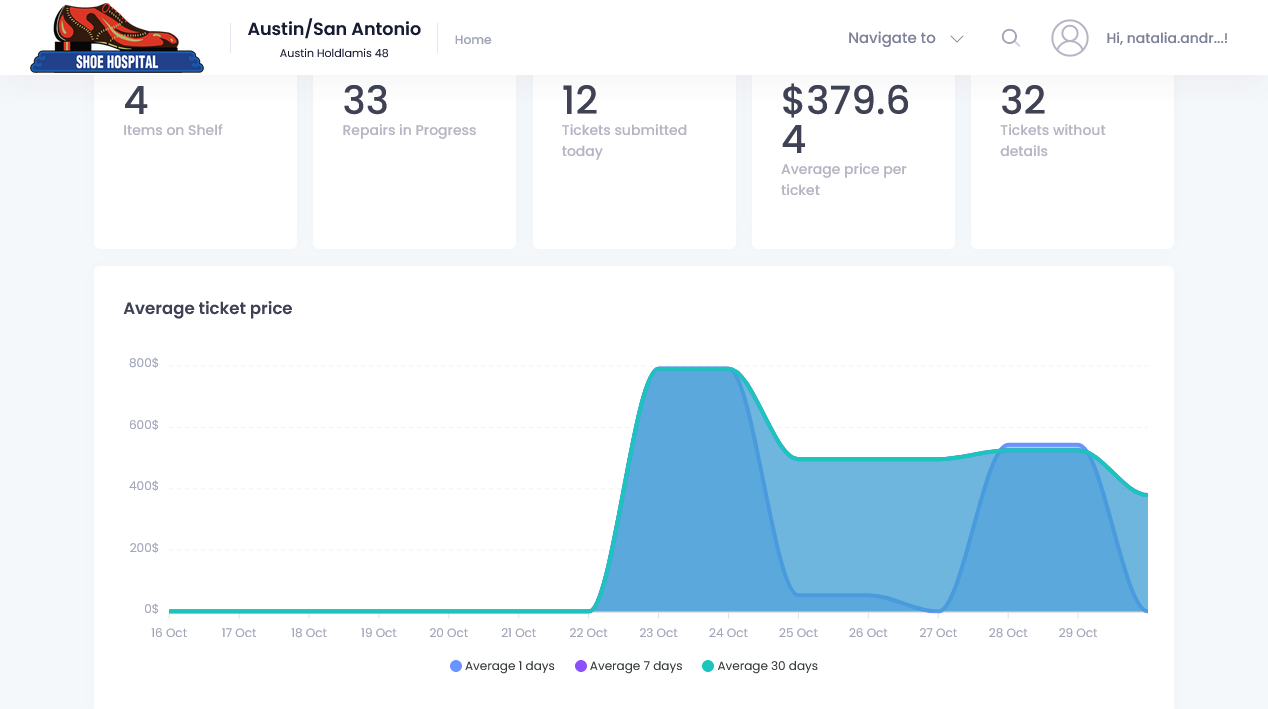 SHOE HOSPITAL
Austin/San Antonio
Austin Holdlamis 48
Home
Navigate to
Hi, natalia.andr...!
4
Items on Shelf
33
Repairs in Progress
12
Tickets submitted
today
$379.6
4
Average price per
ticket
32
Tickets without
details
Average ticket price
800$
600$
400$
200$
0$
16 Oct 17 Oct 18 Oct 19 Oct 20 Oct 21 Oct 22 Oct 23 Oct 24 Oct 25 Oct 26 Oct 27 Oct 28 Oct 29 Oct
Average 1 days Average 7 days Average 30 days